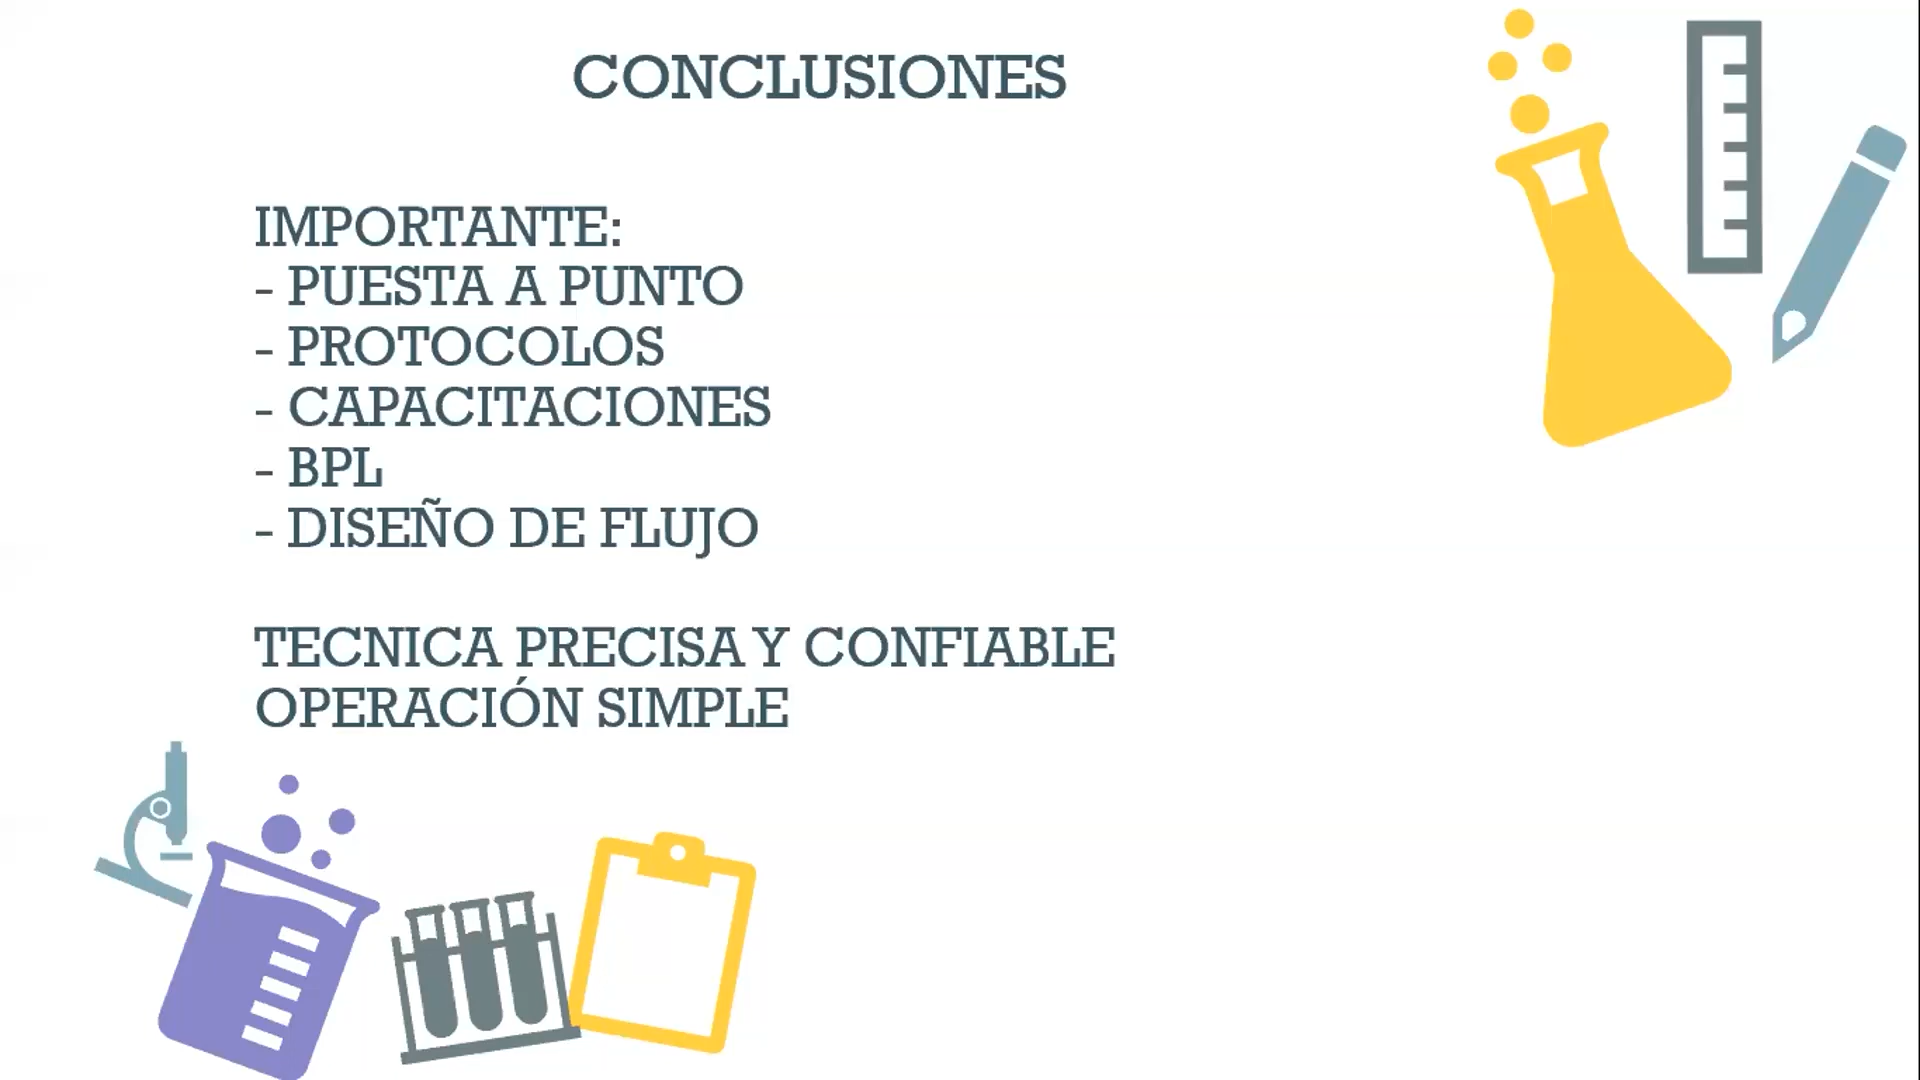 CONCLUSIONES
IMPORTANTE:
- PUESTA A PUNTO
- PROTOCOLOS
- CAPACITACIONES
- BPL
- DISEÑO DE FLUJO
TECNICA PRECISA Y CONFIABLE
OPERACIÓN SIMPLE